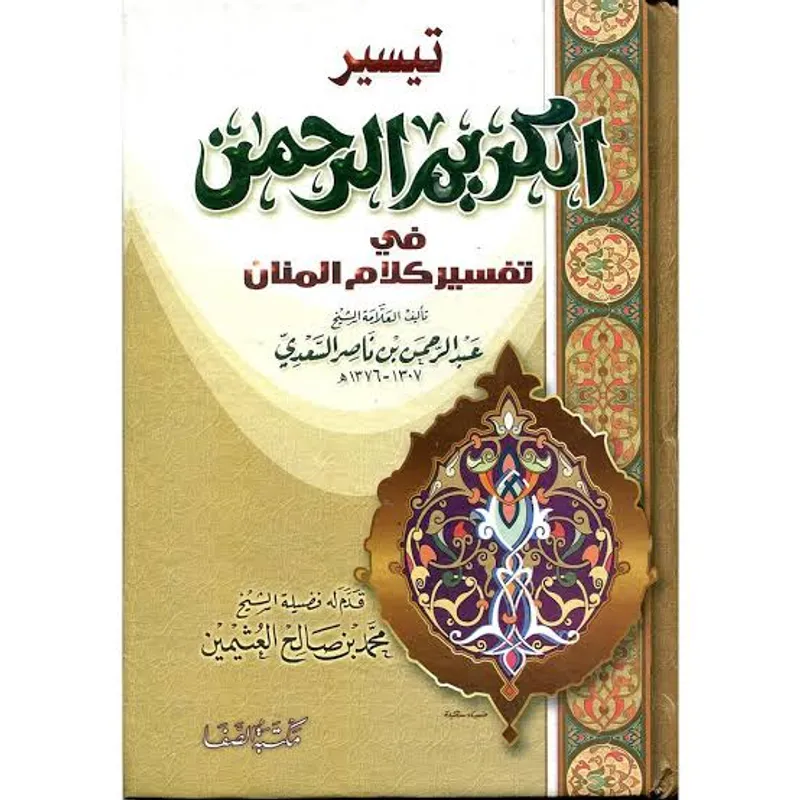 تيسير
الكريم الرحمن
في
تفسير كلام المنان
تأليف العلامة الشيخ
عبد الرحمن بن ناصر السعدي
١٣٠٧-١٣٧٦ه
قدم له فضيلة الشيخ
محمد بن صالح العثيمين
مكتبة الصفا